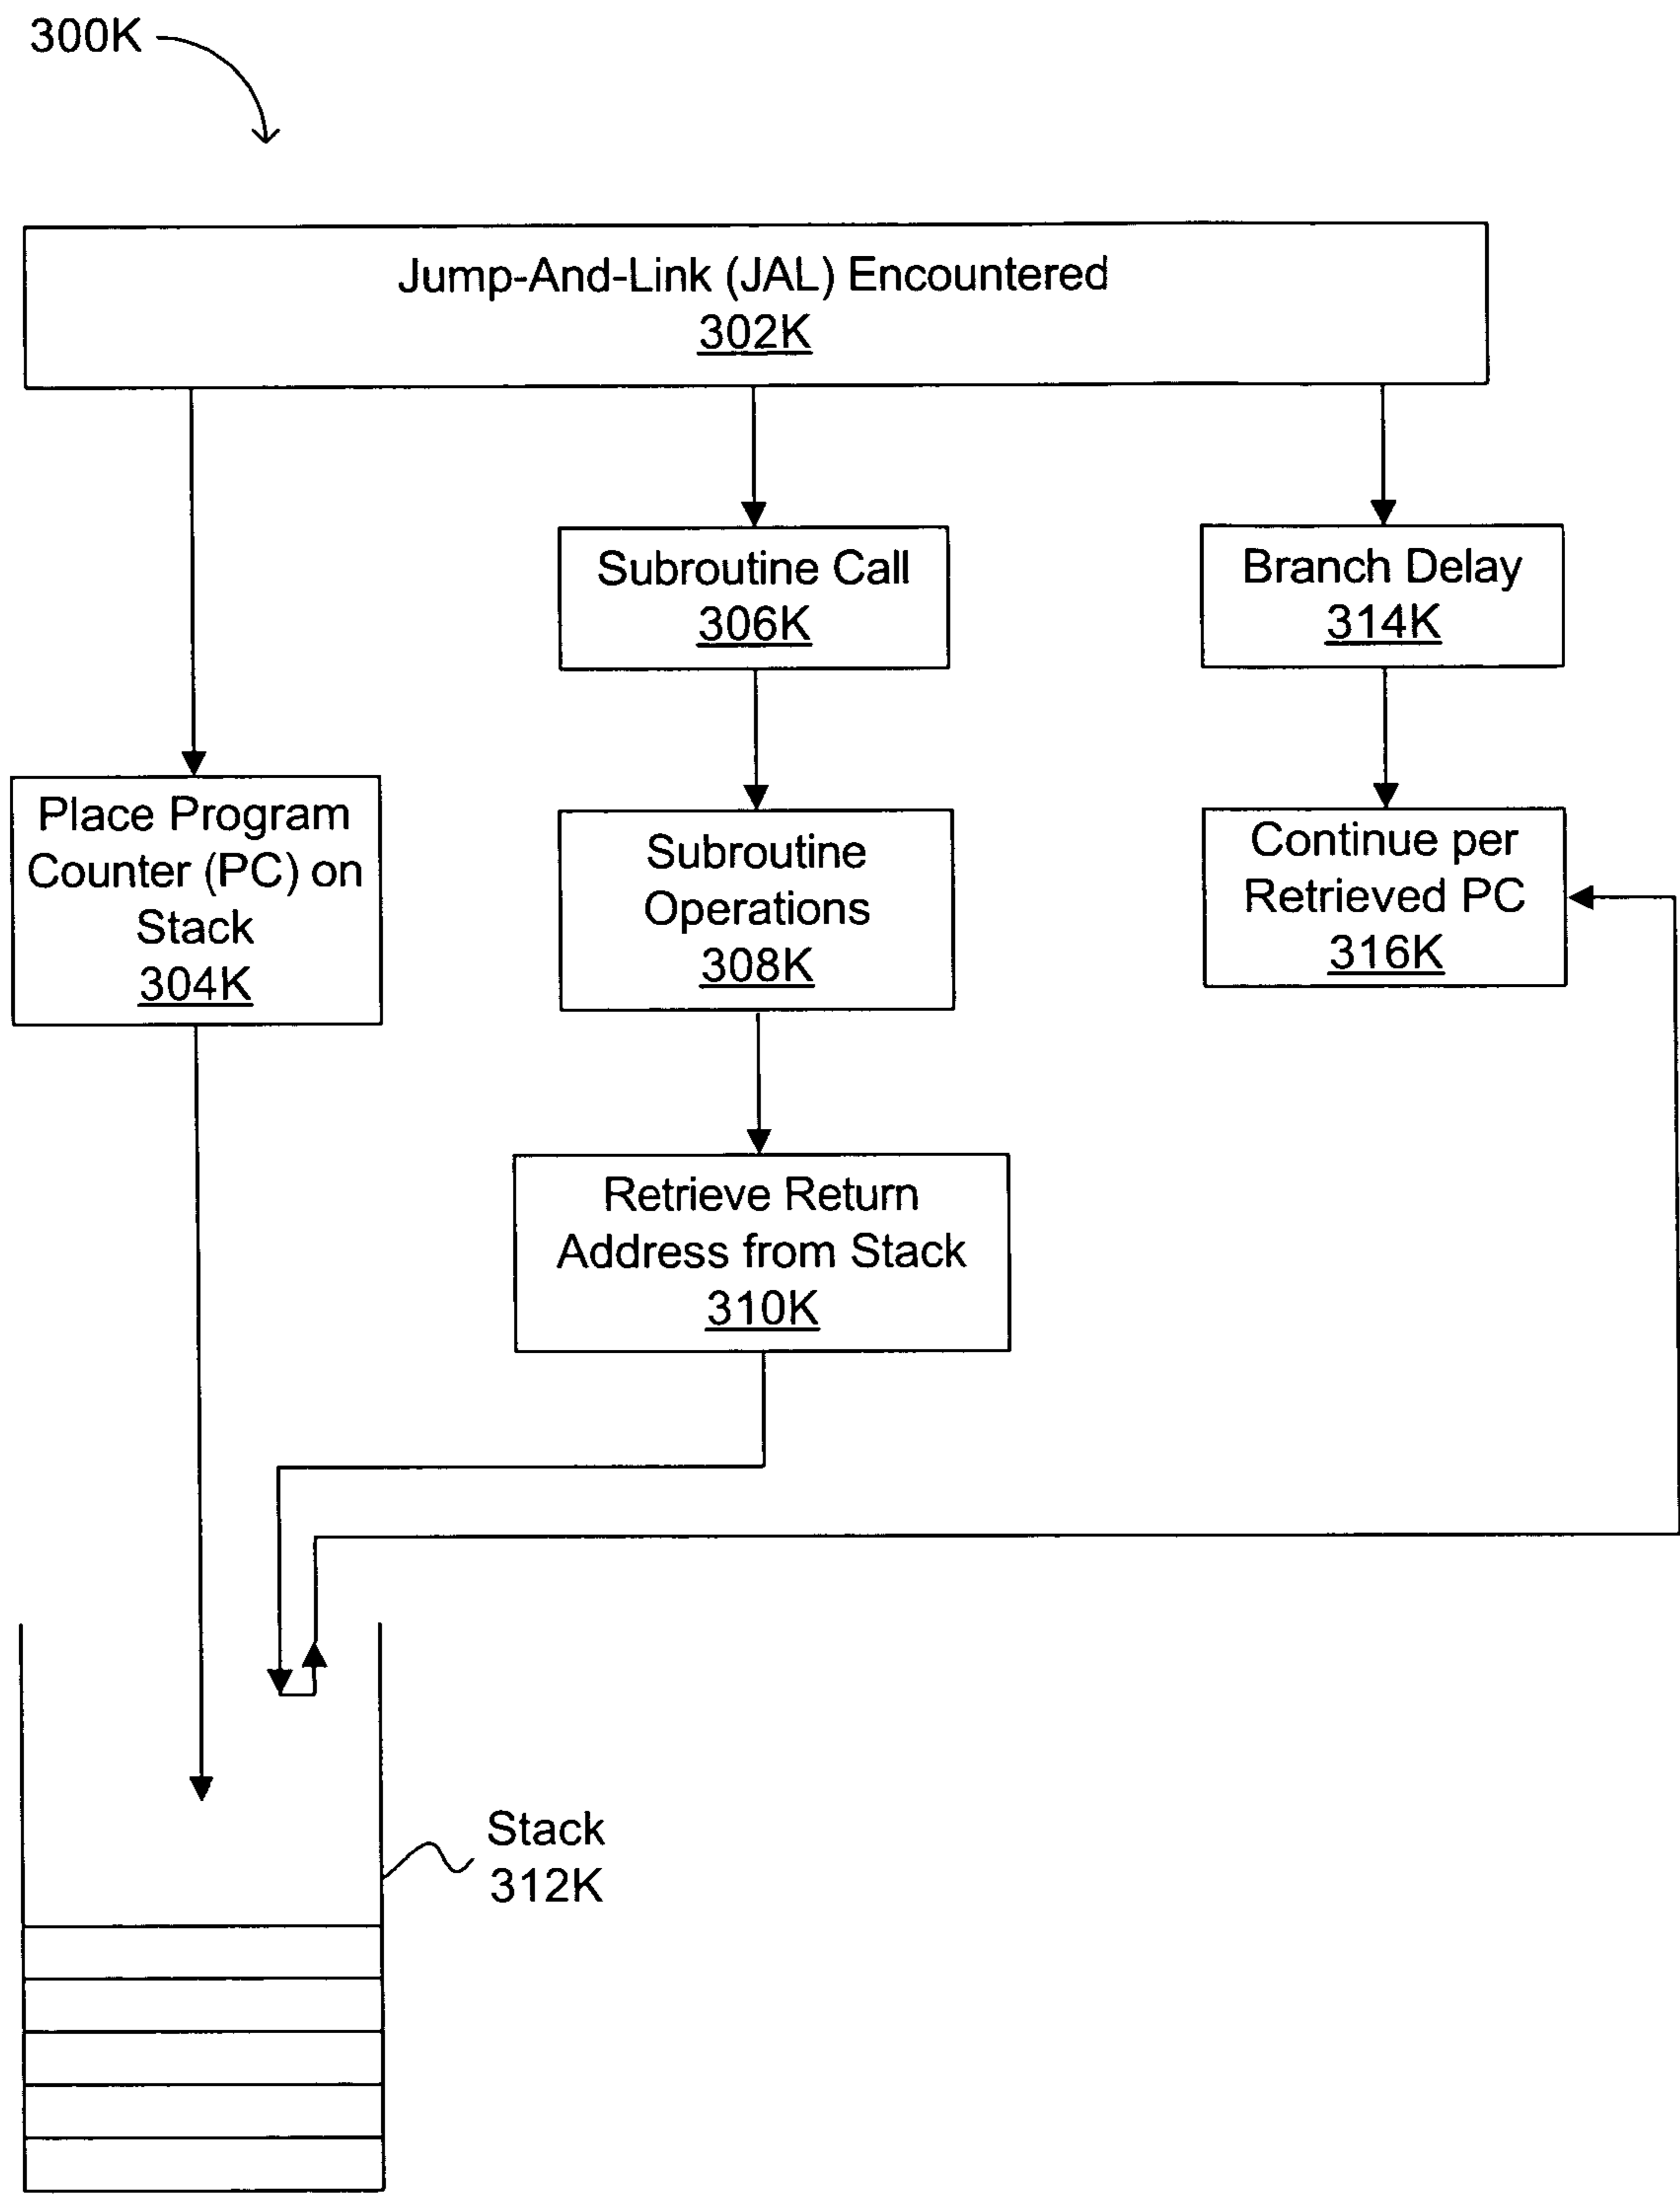 300K
Jump-And-Link (JAL) Encountered
302K
Subroutine Call
306K
Branch Delay
314K
Place Program
Counter (PC) on
Stack
304K
Subroutine
Operations
308K
Continue per
Retrieved PC
316K
Retrieve Return
Address from Stack
310K
Stack
312K